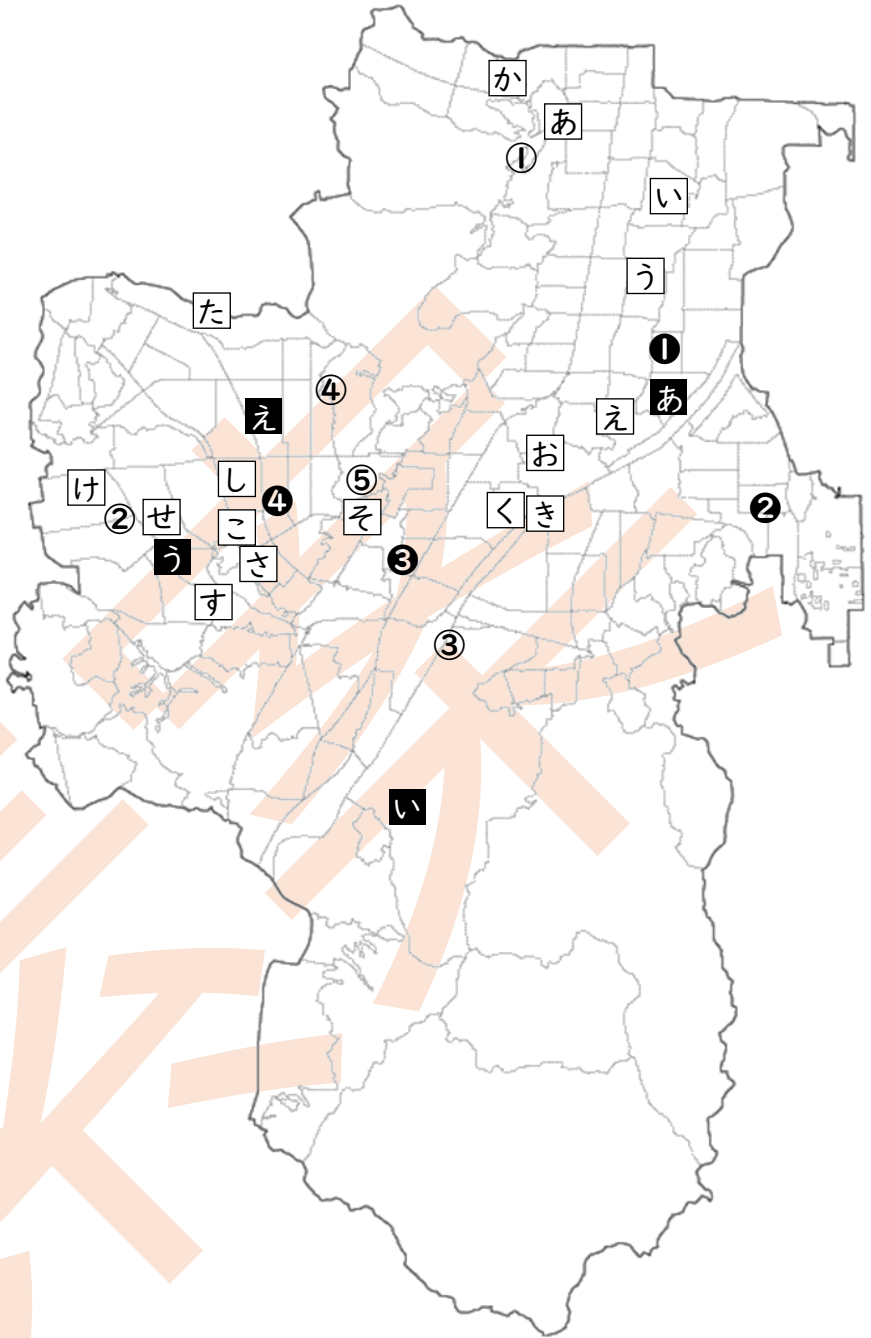 か
あ
①
い
う
た
❶
④
あ
え
え
お
し
⑤
け
❹
く
き
❷
②
せ
そ
こ
う
さ
❸
す
③
い
案